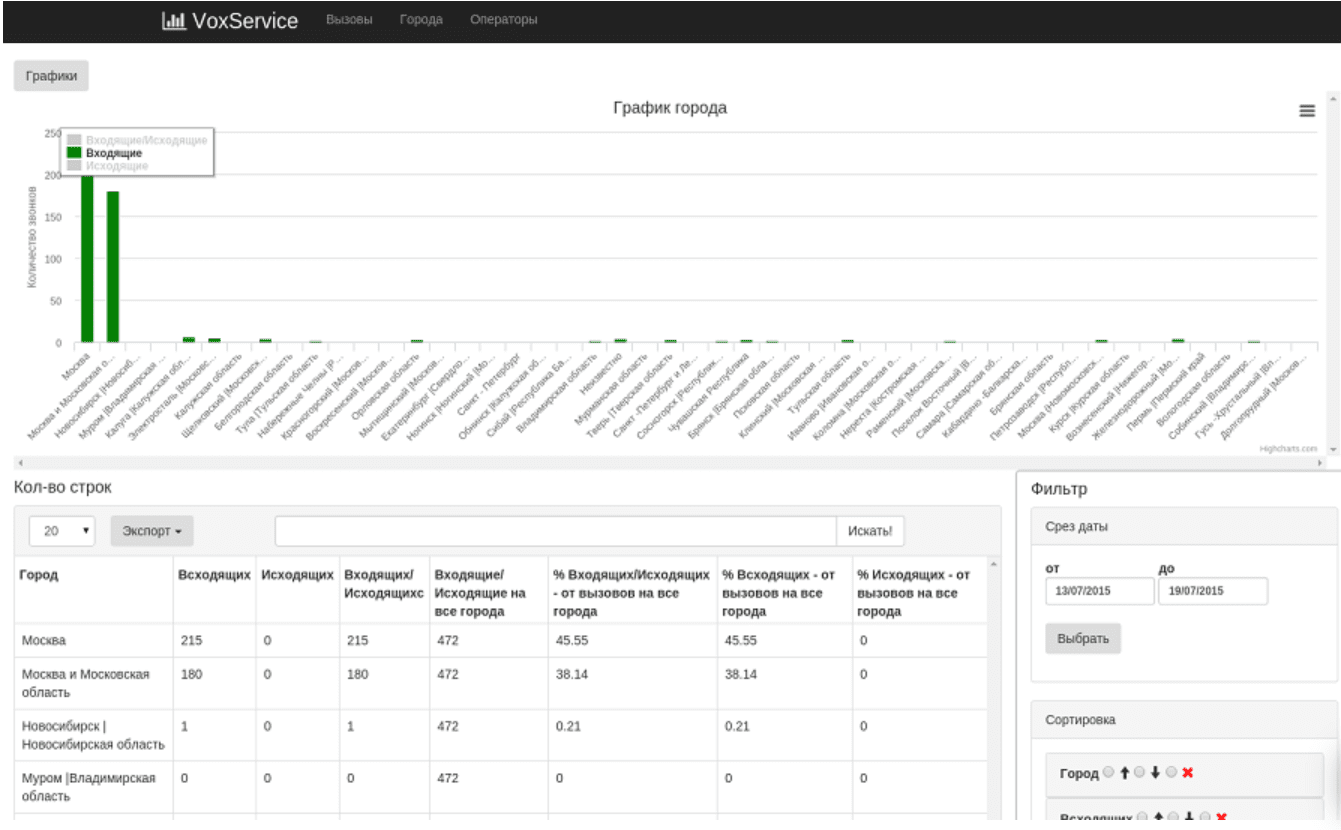 VoxService Вызовы Города Операторы
Графики
График города
Входящие/Исходящие
Входящие
Исходящие
Количество звонков
250
200
150
100
50
0
Москва
Москва и Московская о...
Новосибирск |Новосиб...
Муром |Владимирская ...
Калуга |Калужская обл...
Электросталь |Московс...
Калужская область
Щелковский |Московск...
Белгородская область
Тула |Тульская область
Набережные Челны |Р...
Красногорский |Москов...
Воскресенский |Москов...
Орловская область
Мытищинский |Москов...
Екатеринбург |Свердло...
Ногинск |Ногинский |Мо...
Санкт - Петербург
Обнинск |Калужская об...
Сибай |Республика Ба...
Владимирская область
Неизвестно
Мурманская область
Тверь |Тверская область
Санкт -Петербург и Ле...
Сосногорск |Республик...
Чувашская Республика
Брянск |Брянская обла...
Псковская область
Клинский |Московская ...
Тульская область
Иваново |Ивановская о...
Коломна |Московская о...
Нерехта |Костромская ...
Раменский |Московска...
Поселок Восточный |В...
Самара |Самарская об...
Кабардино -Балкарска...
Брянская область
Петрозаводск |Республ...
Москва (Новомосковск...
Курск |Курская область
Вознесенский |Нижегор...
Железнодорожный |Мо...
Пермь |Пермский край
Вологодская область
Собинский |Владимирс...
Гусь -Хрустальный |Вл...
Долгопрудный |Москов...
Highcharts.com
Кол-во строк
20 Экспорт Искать!
Город Всходящих Исходящих Входящих/ Входящие/ % Входящих/Исходящих % Всходящих - от % Исходящих - от
Исходящихс Исходящие на - от вызовов на все вызовов на все вызовов на все
все города города города города
Москва 215 0 215 472 45.55 45.55 0
Москва и Московская 180 0 180 472 38.14 38.14 0
область
Новосибирск | 1 0 1 472 0.21 0.21 0
Новосибирская область
Муром |Владимирская 0 0 0 472 0 0 0
область
Фильтр
Срез даты
от до
13/07/2015 19/07/2015
Выбрать
Сортировка
Город
Всходящих